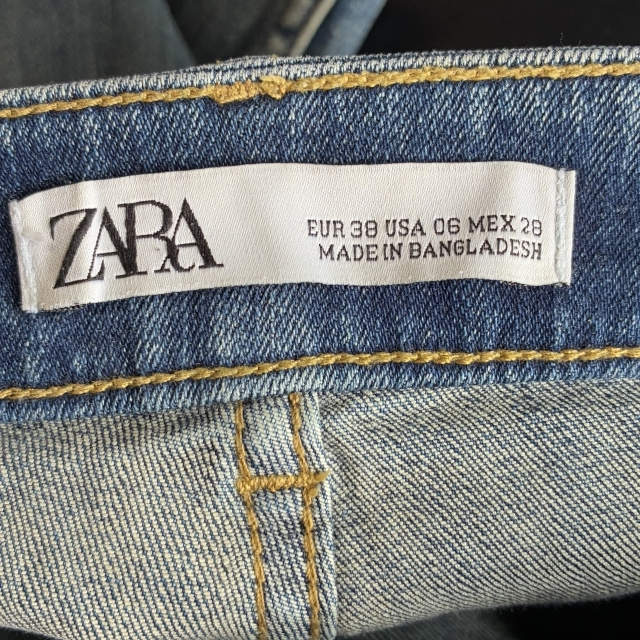 ZARA
EUR 38 USA 06 MEX 28
MADE IN BANGLADESH